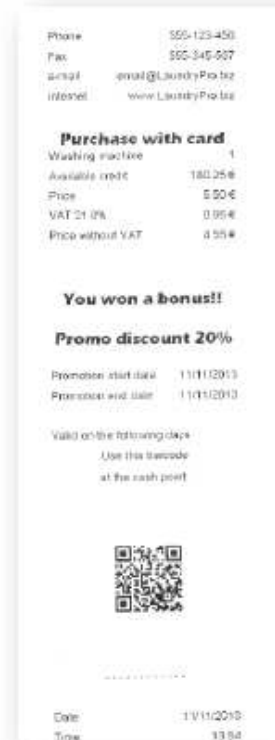 Phone 555-123-456
Fax 555-345-567
e-mail email@LaundryPro.biz
internet www.LaundryPro.biz
Purchase with card
Washing machine 1
Available credit 180.25 €
Price 5.50 €
VAT 21.0% 0.95 €
Price without VAT 4.55 €
You won a bonus!!
Promo discount 20%
Promotion start date 11/11/2013
Promotion end date 11/11/2013
Valid on the following days
Use this barcode
at the cash point
Date 11/11/2013
Time